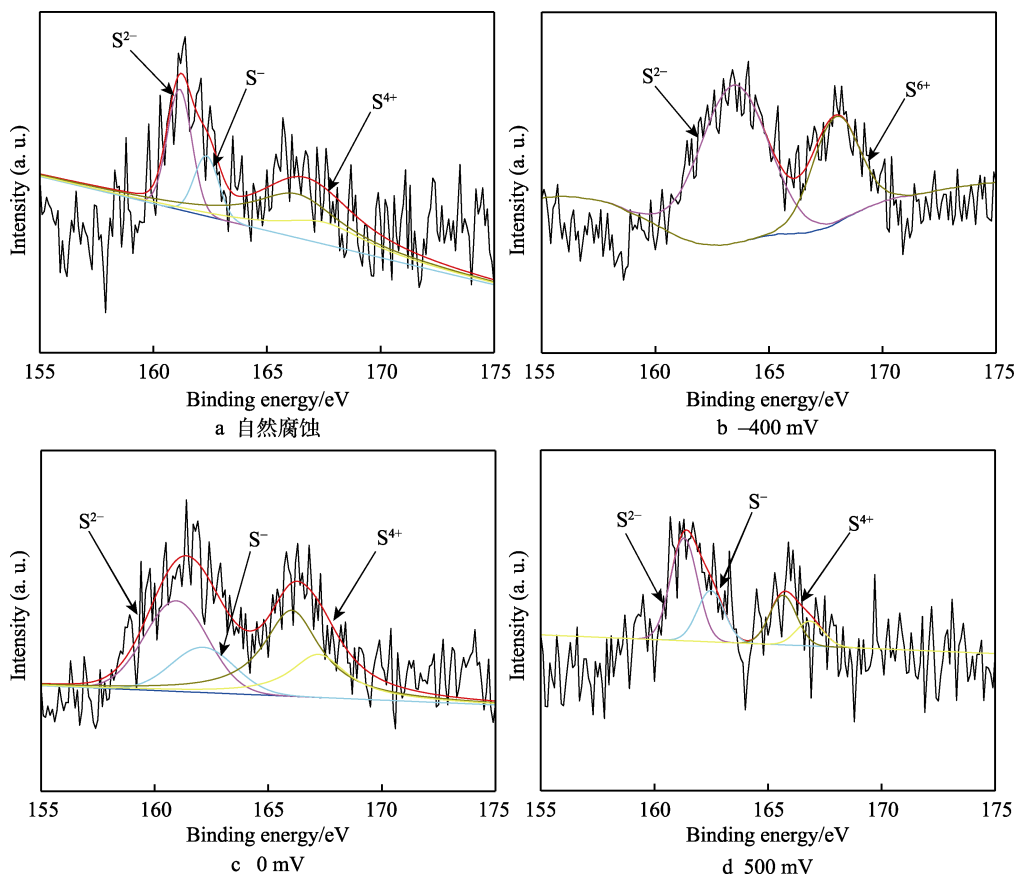 S²⁻
S⁻
S⁴⁺
Intensity (a. u.)
155 160 165 170 175
Binding energy/eV
a 自然腐蚀
S²⁻
S⁶⁺
Intensity (a. u.)
155 160 165 170 175
Binding energy/eV
b –400 mV
S²⁻
S⁻
S⁴⁺
Intensity (a. u.)
155 160 165 170 175
Binding energy/eV
c 0 mV
S⁻
S²⁻
S⁴⁺
Intensity (a. u.)
155 160 165 170 175
Binding energy/eV
d 500 mV